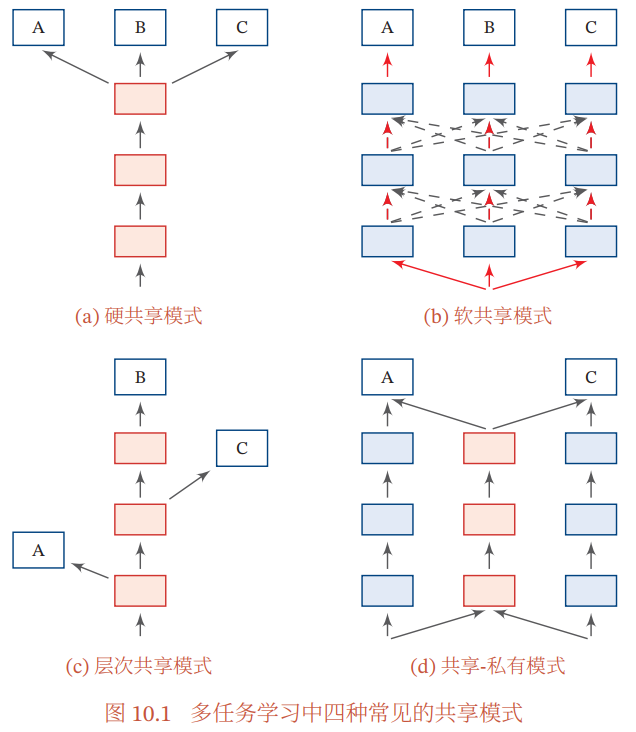 A B C
A B C
(a) 硬共享模式
(b) 软共享模式
B
C
A
A C
(c) 层次共享模式
(d) 共享-私有模式
图 10.1 多任务学习中四种常见的共享模式